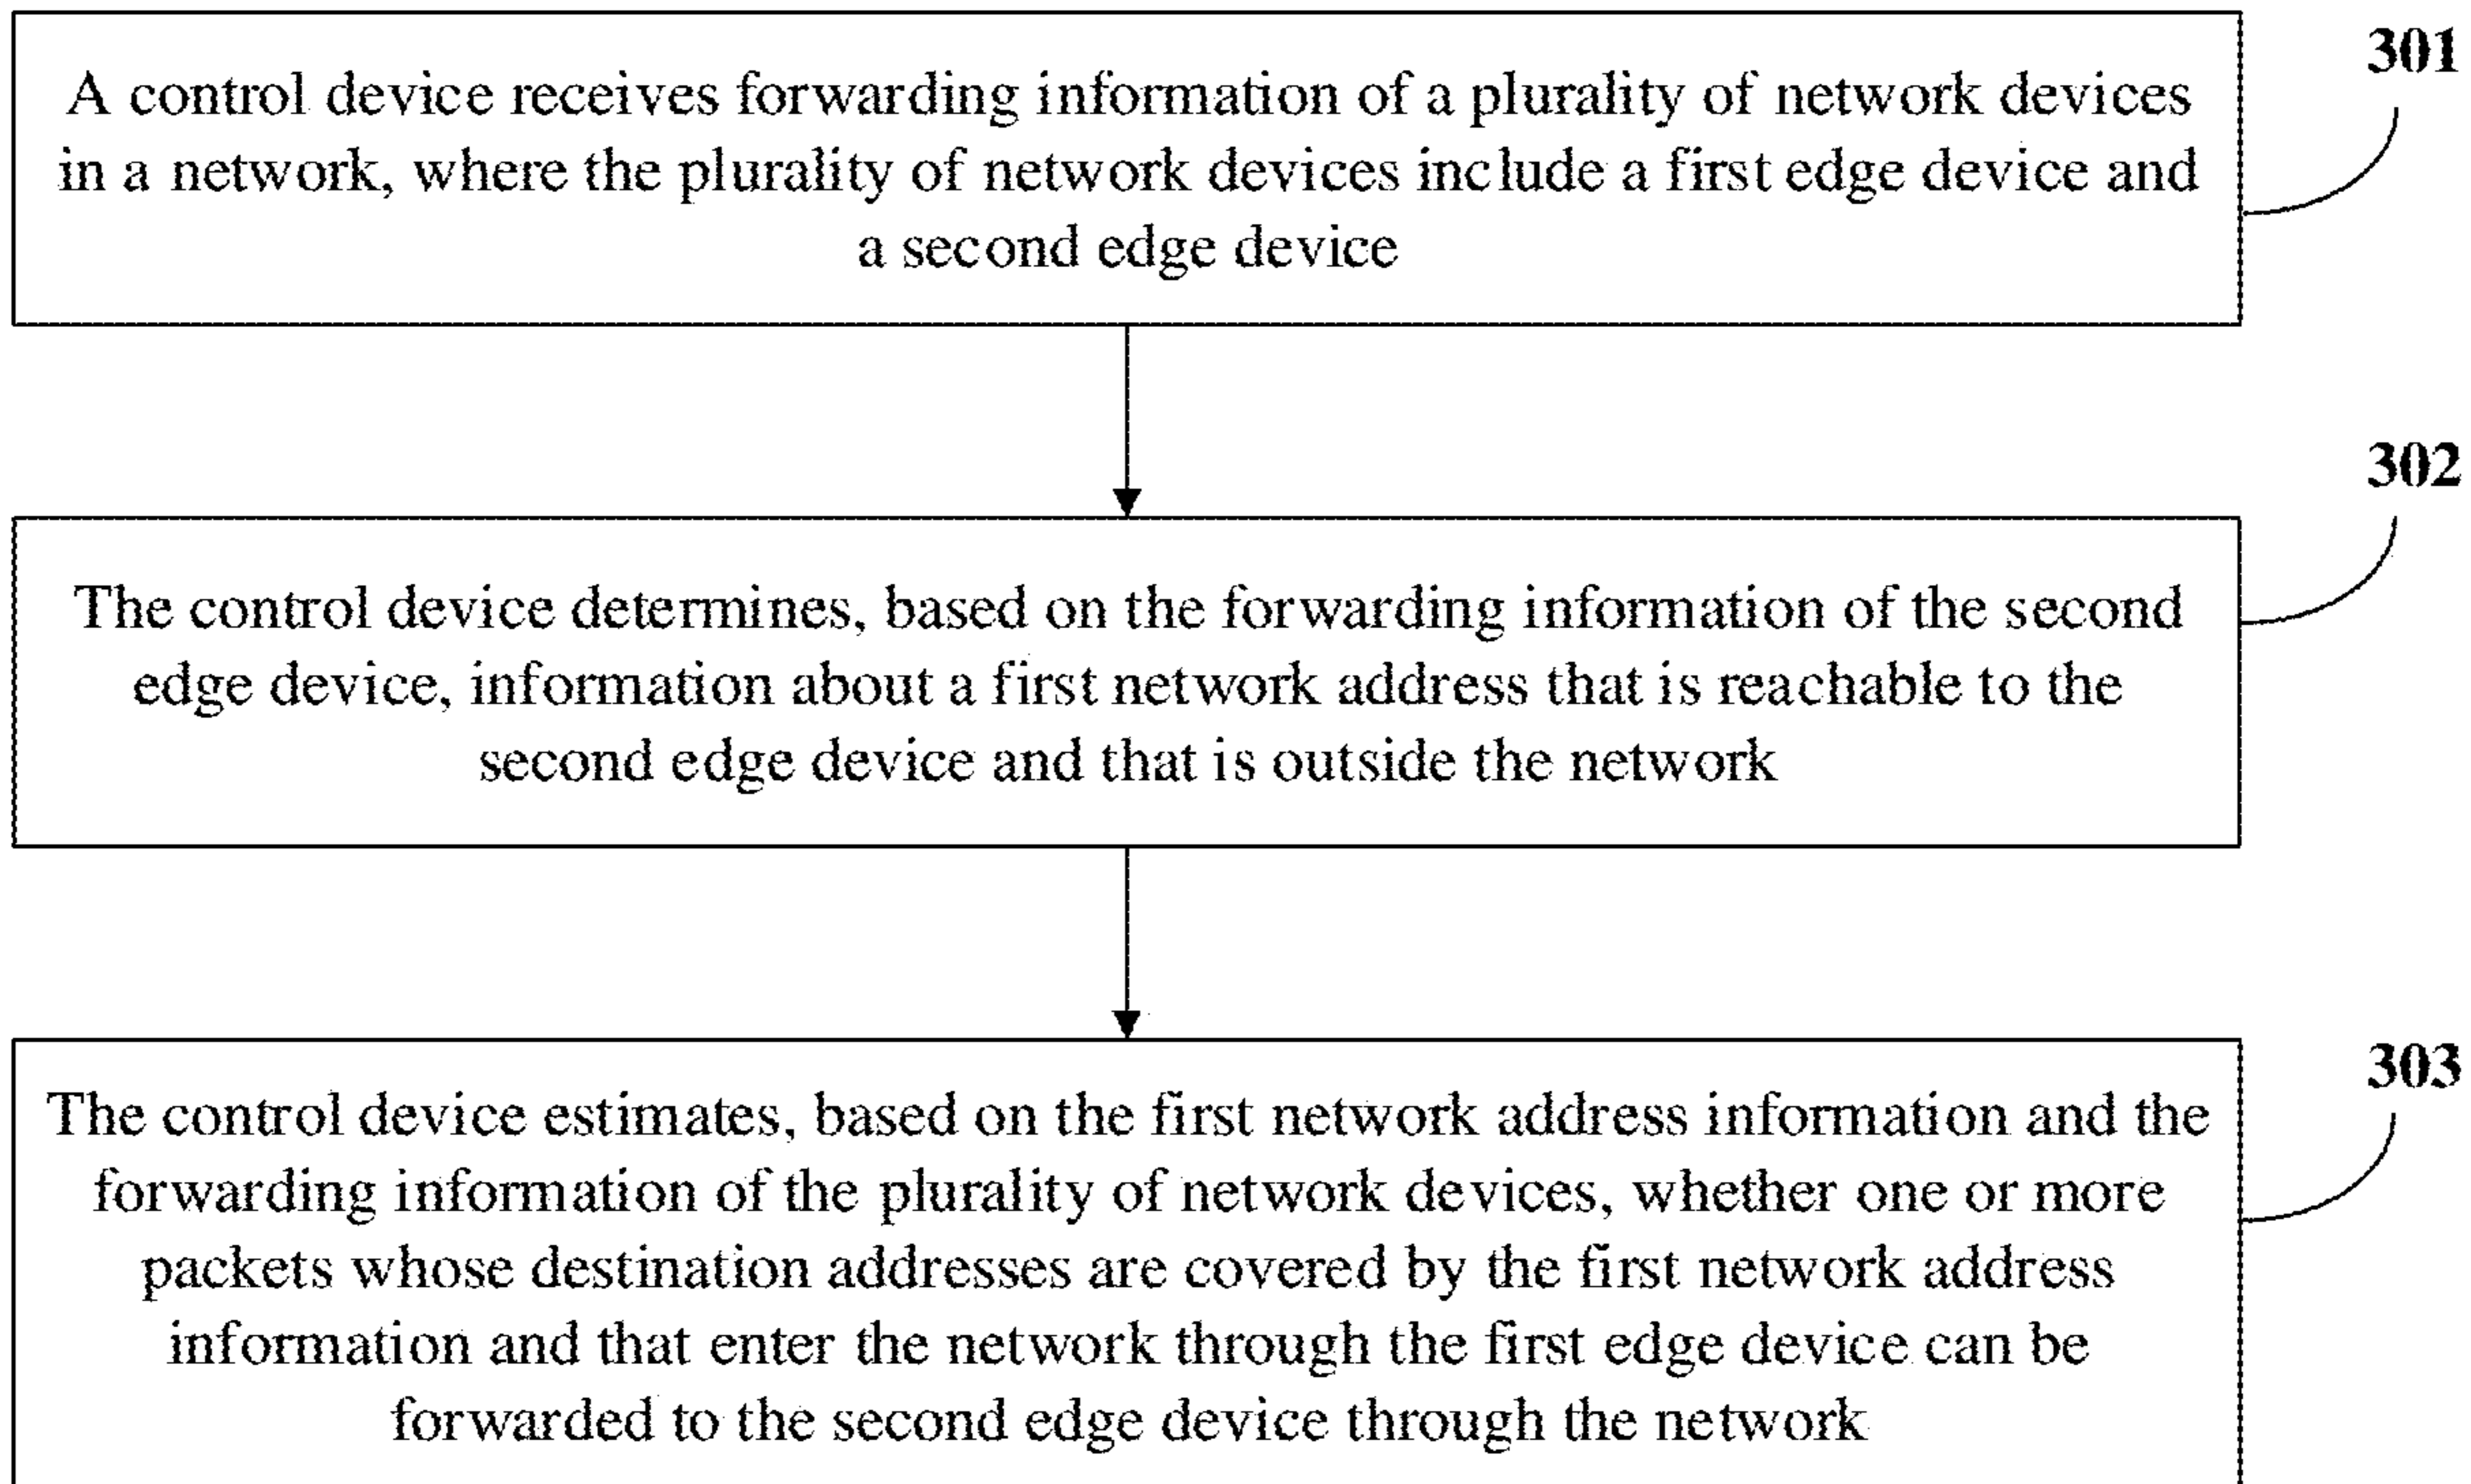 301
A control device receives forwarding information of a plurality of network devices
in a network, where the plurality of network devices include a first edge device and
a second edge device
302
The control device determines, based on the forwarding information of the second
edge device, information about a first network address that is reachable to the
second edge device and that is outside the network
303
The control device estimates, based on the first network address information and the
forwarding information of the plurality of network devices, whether one or more
packets whose destination addresses are covered by the first network address
information and that enter the network through the first edge device can be
forwarded to the second edge device through the network